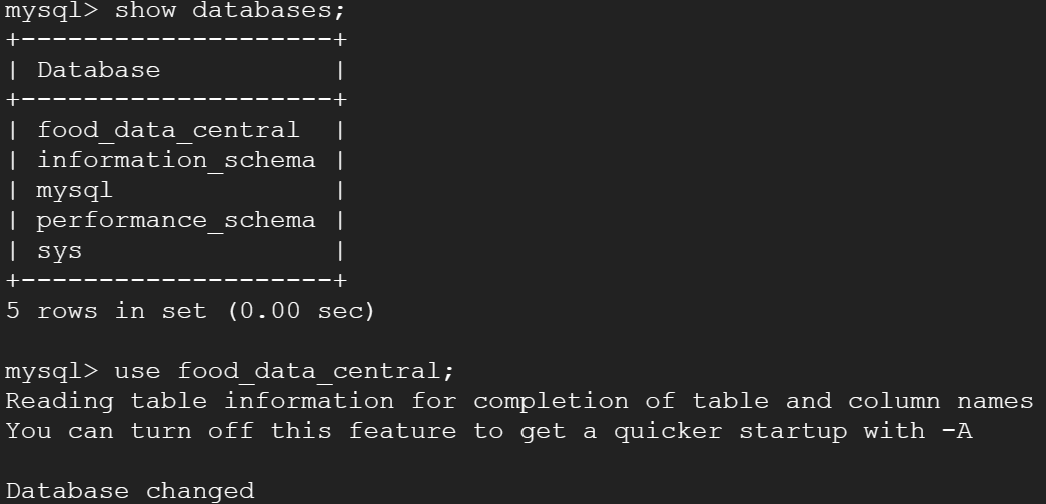 mysql> show databases;
+--------------------+
| Database           |
+--------------------+
| food_data_central  |
| information_schema |
| mysql              |
| performance_schema |
| sys                |
+--------------------+
5 rows in set (0.00 sec)

mysql> use food_data_central;
Reading table information for completion of table and column names
You can turn off this feature to get a quicker startup with -A

Database changed